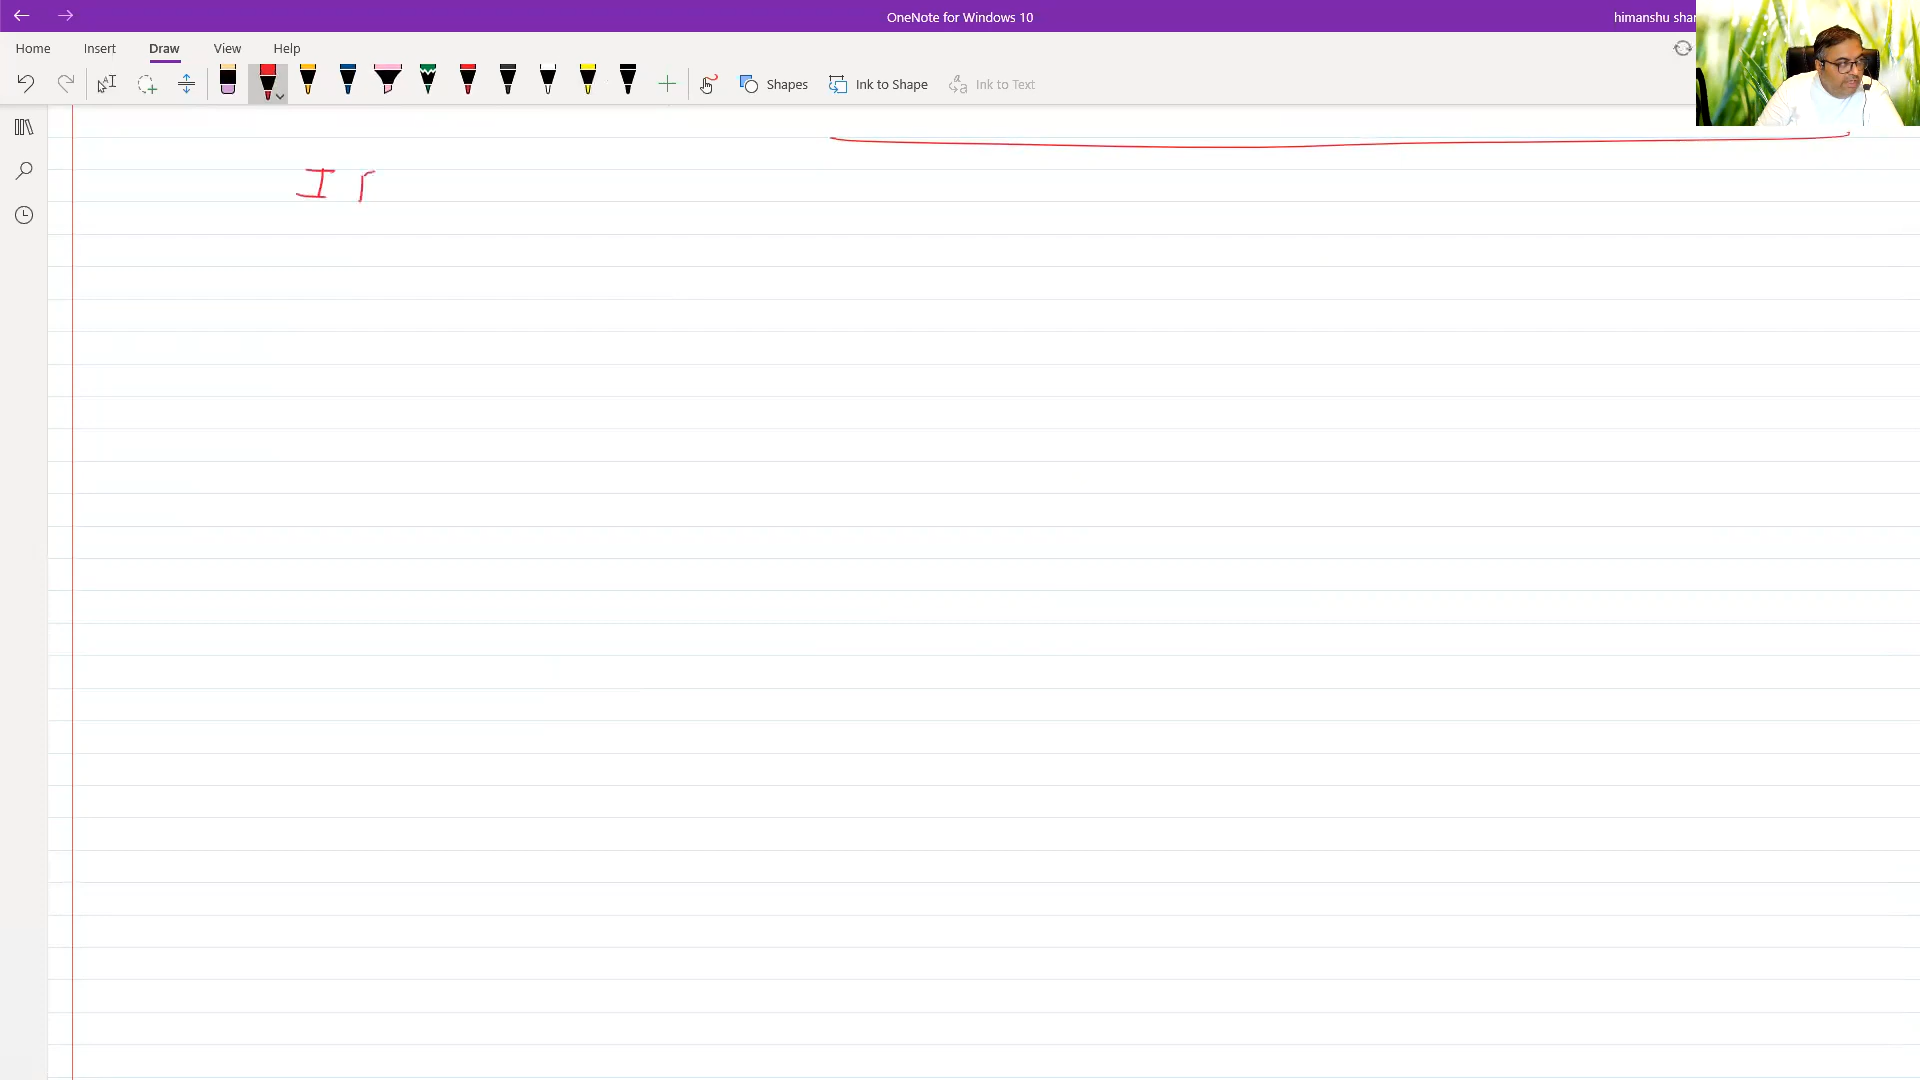 OneNote for Windows 10
himanshu shar
Home Insert Draw View Help
Shapes Ink to Shape Ink to Text
I